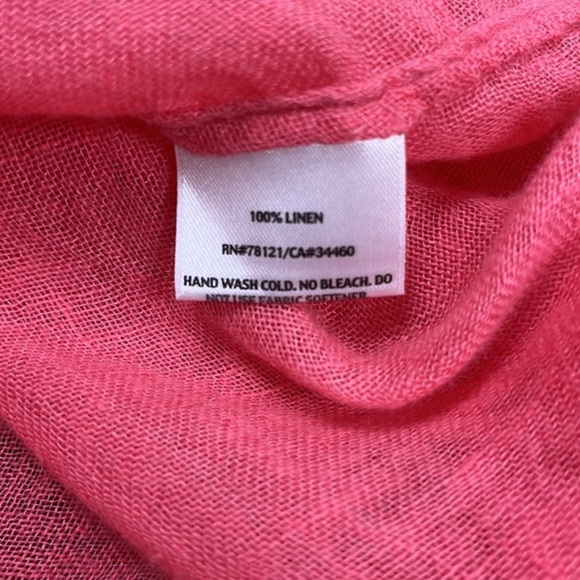 100% LINEN
RN#78121/CA#34460
HAND WASH COLD. NO BLEACH. DO
NOT USE FABRIC SOFTENER